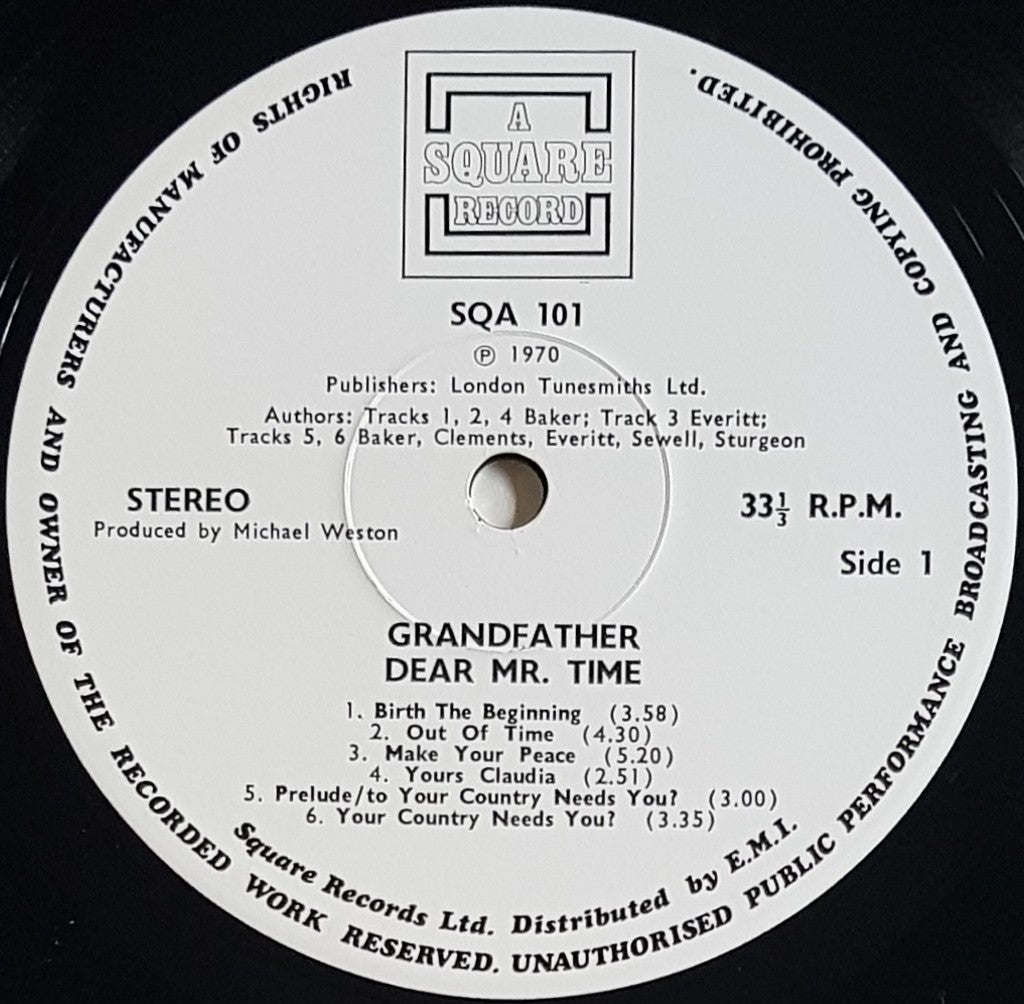 A
SQUARE
RECORD
SQA 101
Ⓟ 1970
Publishers: London Tunesmiths Ltd.
Authors: Tracks 1, 2, 4 Baker; Track 3 Everitt;
Tracks 5, 6 Baker, Clements, Everitt, Sewell, Sturgeon
STEREO
Produced by Michael Weston
33⅓ R.P.M.
Side 1
GRANDFATHER
DEAR MR. TIME
1. Birth The Beginning (3.58)
2. Out Of Time (4.30)
3. Make Your Peace (5.20)
4. Yours Claudia (2.51)
5. Prelude/to Your Country Needs You? (3.00)
6. Your Country Needs You? (3.35)
Square Records Ltd. Distributed by E.M.I.
RIGHTS OF MANUFACTURERS AND OWNER OF THE RECORDED WORK RESERVED. UNAUTHORISED PUBLIC PERFORMANCE BROADCASTING AND COPYING PROHIBITED.